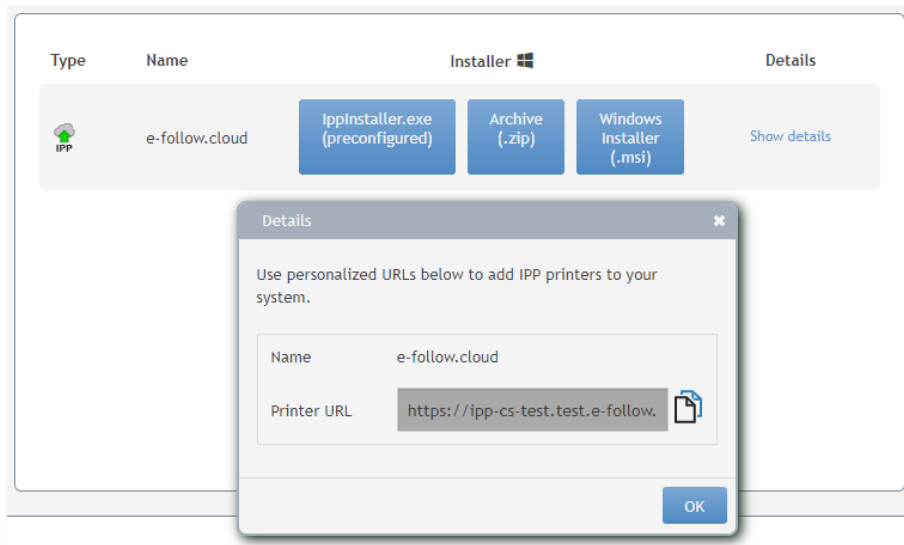 Type Name Installer Details
IPP
e-follow.cloud
IppInstaller.exe
(preconfigured)
Archive
(.zip)
Windows
Installer
(.msi)
Show details
Details
Use personalized URLs below to add IPP printers to your
system.
Name e-follow.cloud
Printer URL https://ipp-cs-test.test.e-follow.
OK